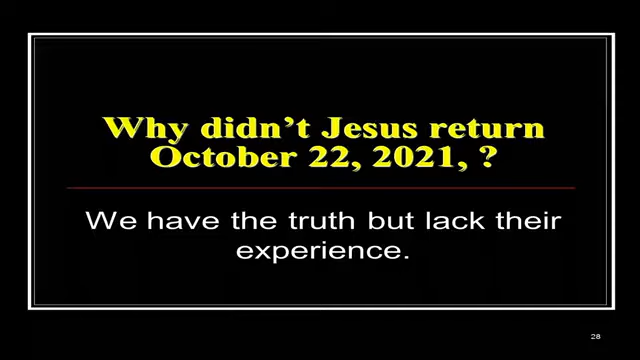 Why didn’t Jesus return
October 22, 2021, ?
We have the truth but lack their
experience.
28